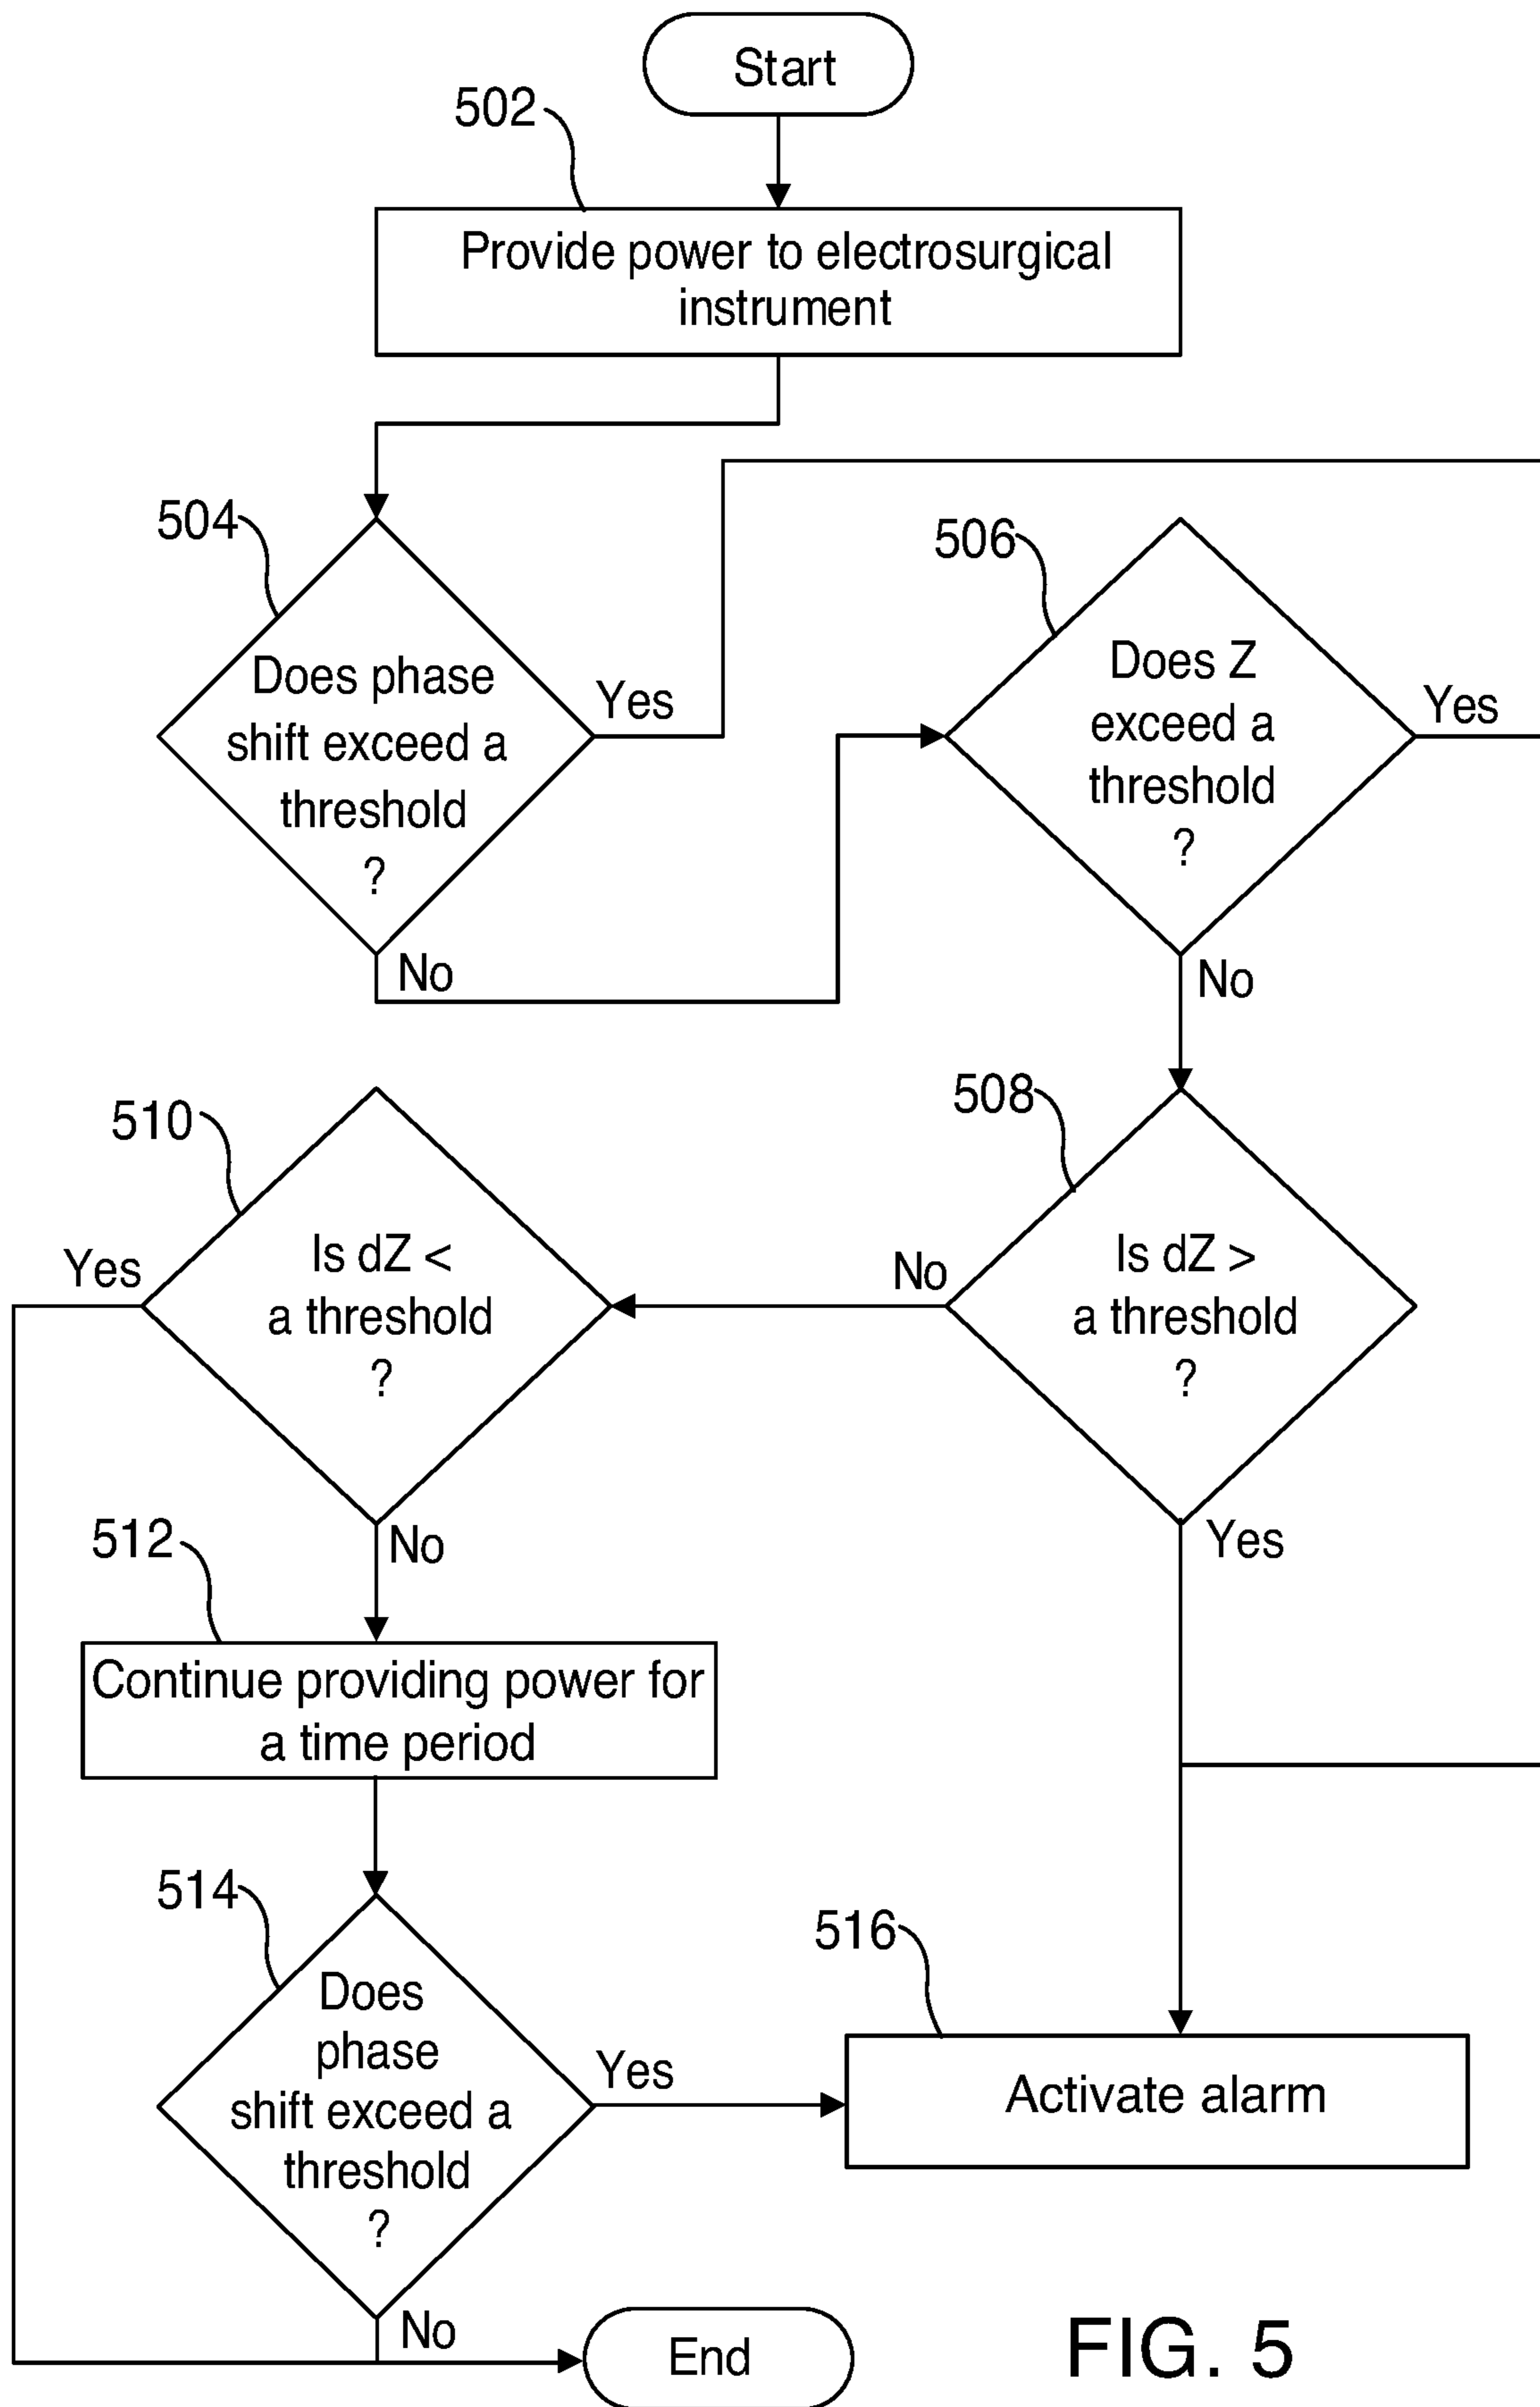 Start
502
Provide power to electrosurgical
instrument
504
Does phase
shift exceed a
threshold
?
Yes
No
506
Does Z
exceed a
threshold
?
Yes
No
508
Is dZ >
a threshold
?
No
Yes
510
Is dZ <
a threshold
?
Yes
No
512
Continue providing power for
a time period
514
Does
phase
shift exceed a
threshold
?
Yes
No
516
Activate alarm
End
FIG. 5